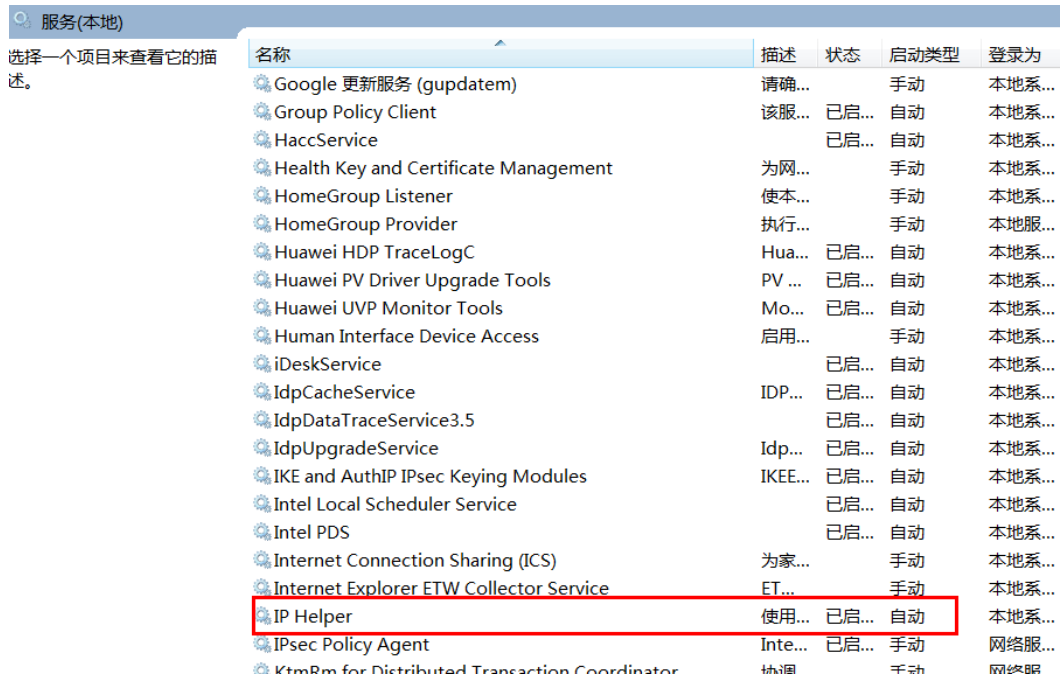 服务(本地)
选择一个项目来查看它的描
述。
名称 描述 状态 启动类型 登录为
Google 更新服务 (gupdatem) 请确... 手动 本地系...
Group Policy Client 该服... 已启... 自动 本地系...
HaccService 已启... 自动 本地系...
Health Key and Certificate Management 为网... 手动 本地系...
HomeGroup Listener 使本... 手动 本地系...
HomeGroup Provider 执行... 手动 本地服...
Huawei HDP TraceLogC Hua... 已启... 自动 本地系...
Huawei PV Driver Upgrade Tools PV ... 已启... 自动 本地系...
Huawei UVP Monitor Tools Mo... 已启... 自动 本地系...
Human Interface Device Access 启用... 手动 本地系...
iDeskService 已启... 自动 本地系...
IdpCacheService IDP... 已启... 自动 本地系...
IdpDataTraceService3.5 已启... 自动 本地系...
IdpUpgradeService Idp... 已启... 自动 本地系...
IKE and AuthIP IPsec Keying Modules IKEE... 已启... 自动 本地系...
Intel Local Scheduler Service 已启... 自动 本地系...
Intel PDS 已启... 自动 本地系...
Internet Connection Sharing (ICS) 为家... 手动 本地系...
Internet Explorer ETW Collector Service ET... 手动 本地系...
IP Helper 使用... 已启... 自动 本地系...
IPsec Policy Agent Inte... 已启... 手动 网络服...
KtmRm for Distributed Transaction Coordinator 协调... 手动 网络服...